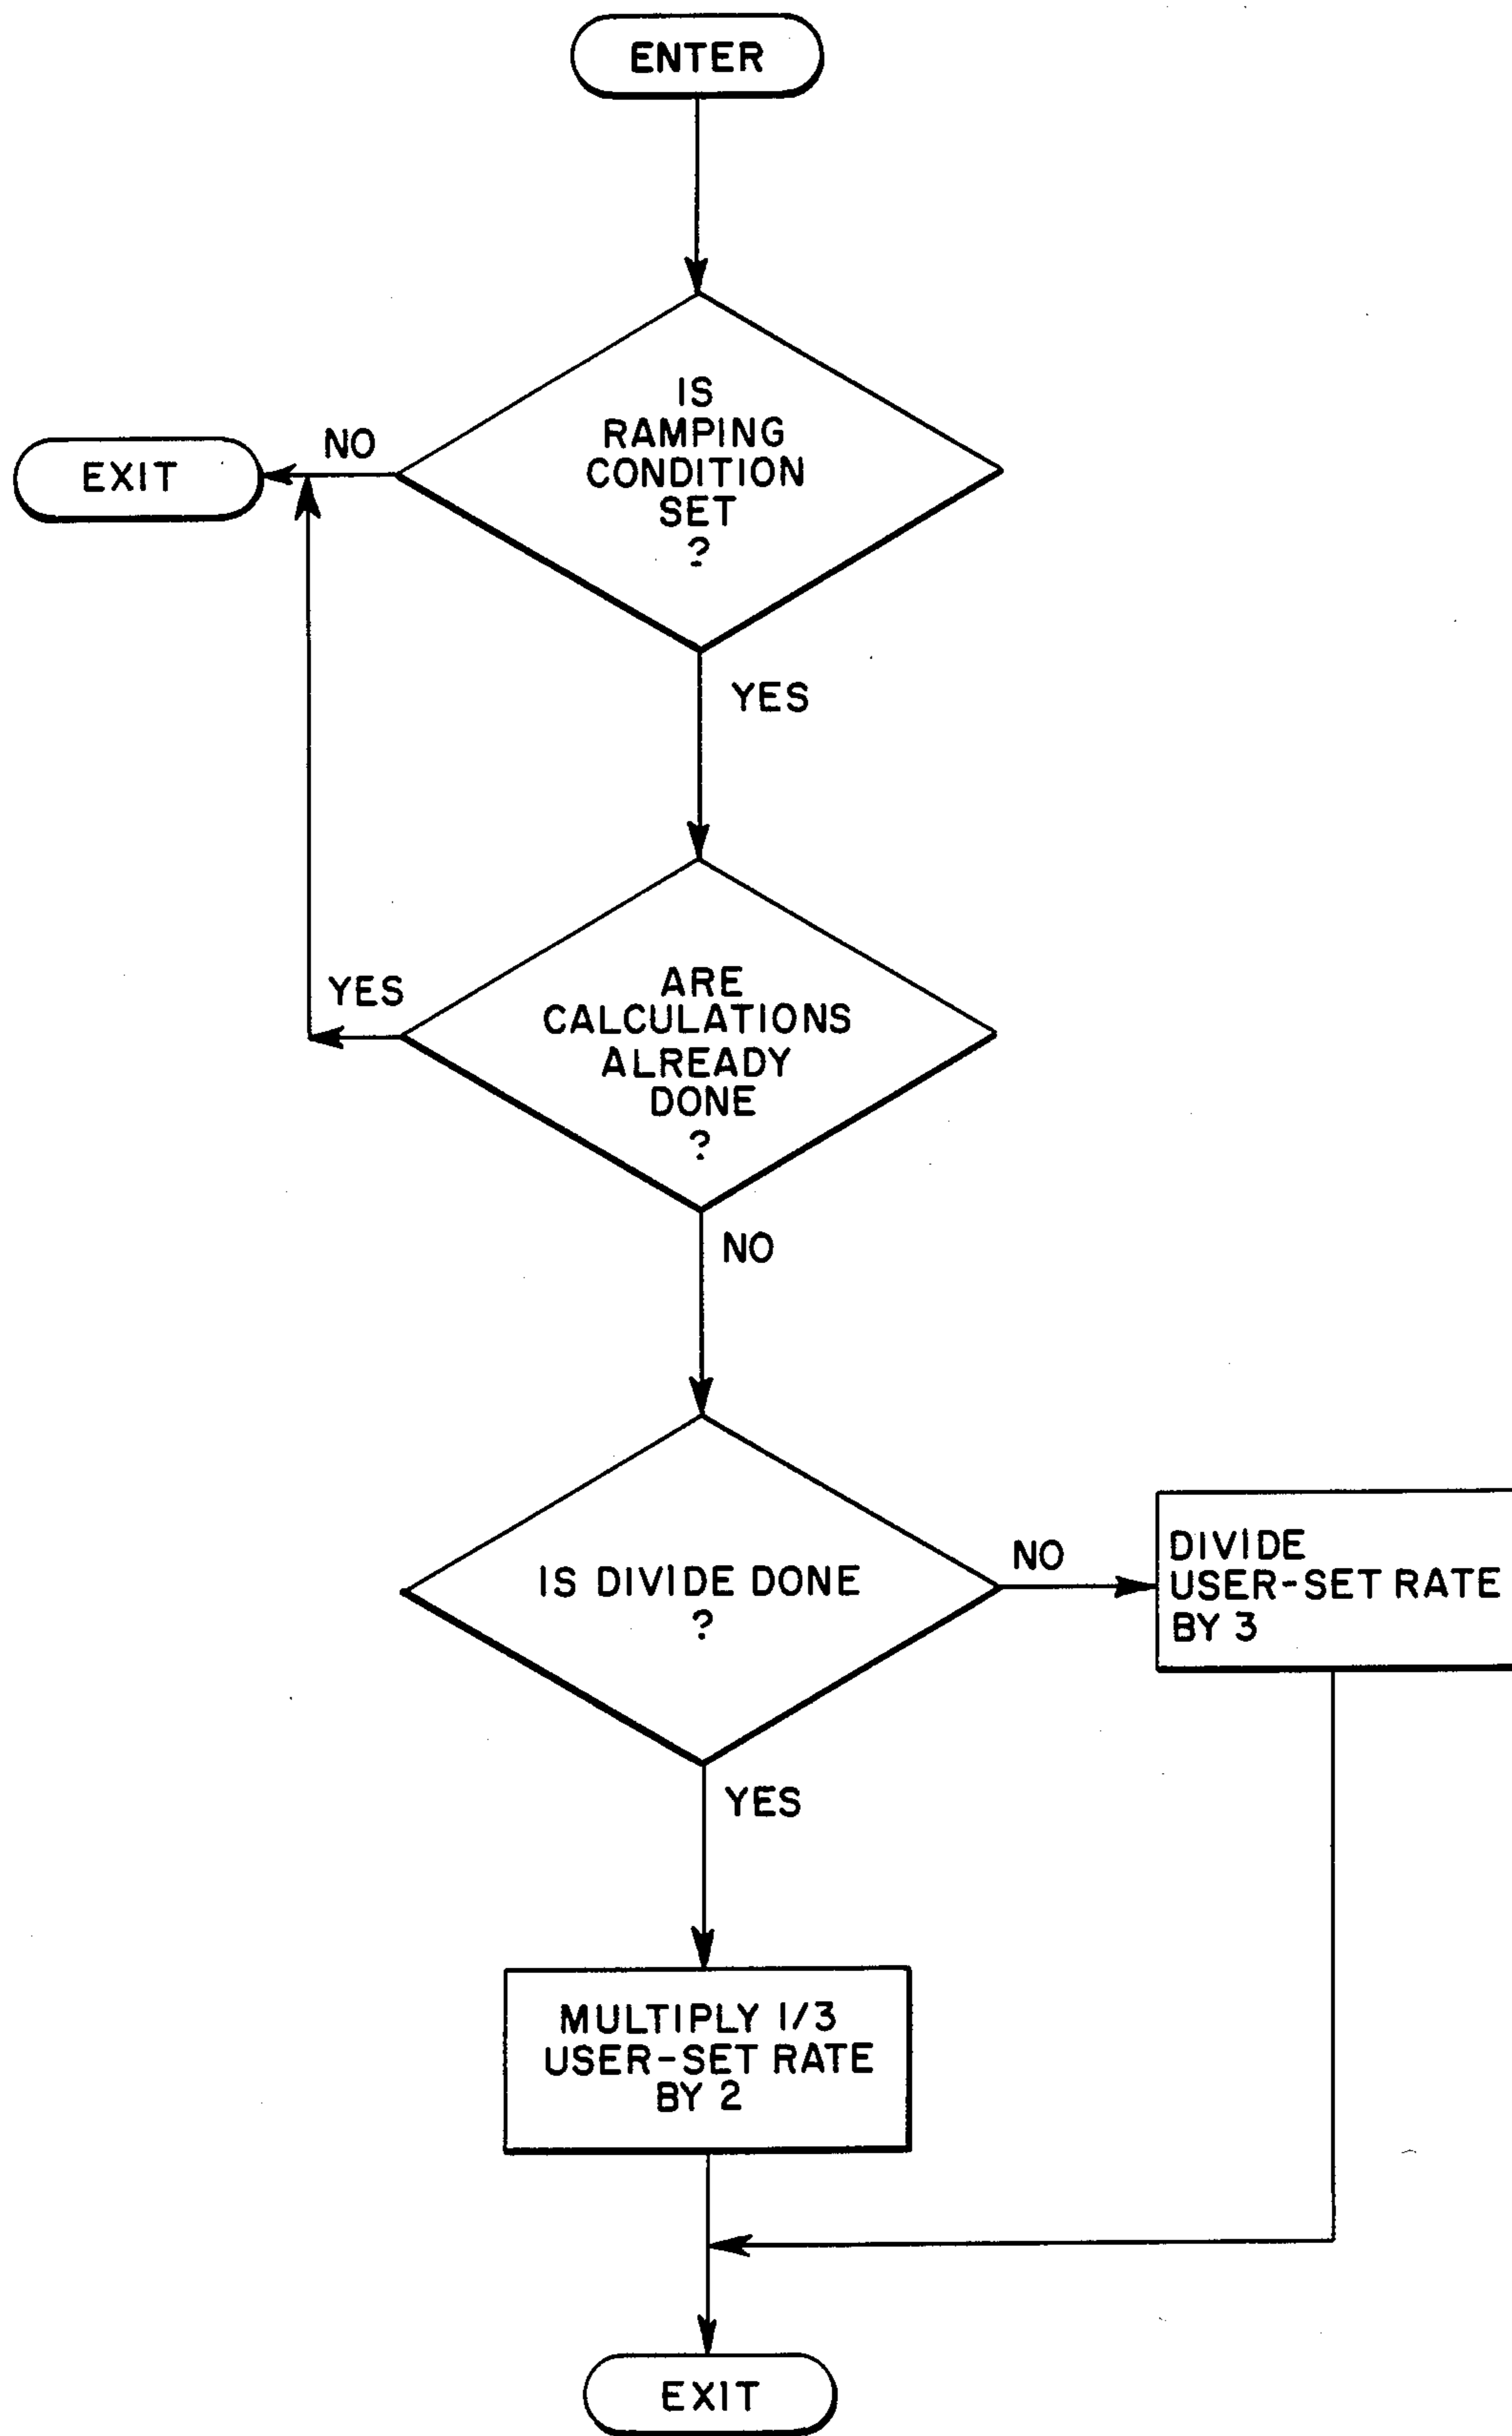 ENTER
IS
RAMPING
CONDITION
SET
?
NO
EXIT
YES
ARE
CALCULATIONS
ALREADY
DONE
?
YES
NO
IS DIVIDE DONE
?
NO
DIVIDE
USER-SET RATE
BY 3
YES
MULTIPLY 1/3
USER-SET RATE
BY 2
EXIT